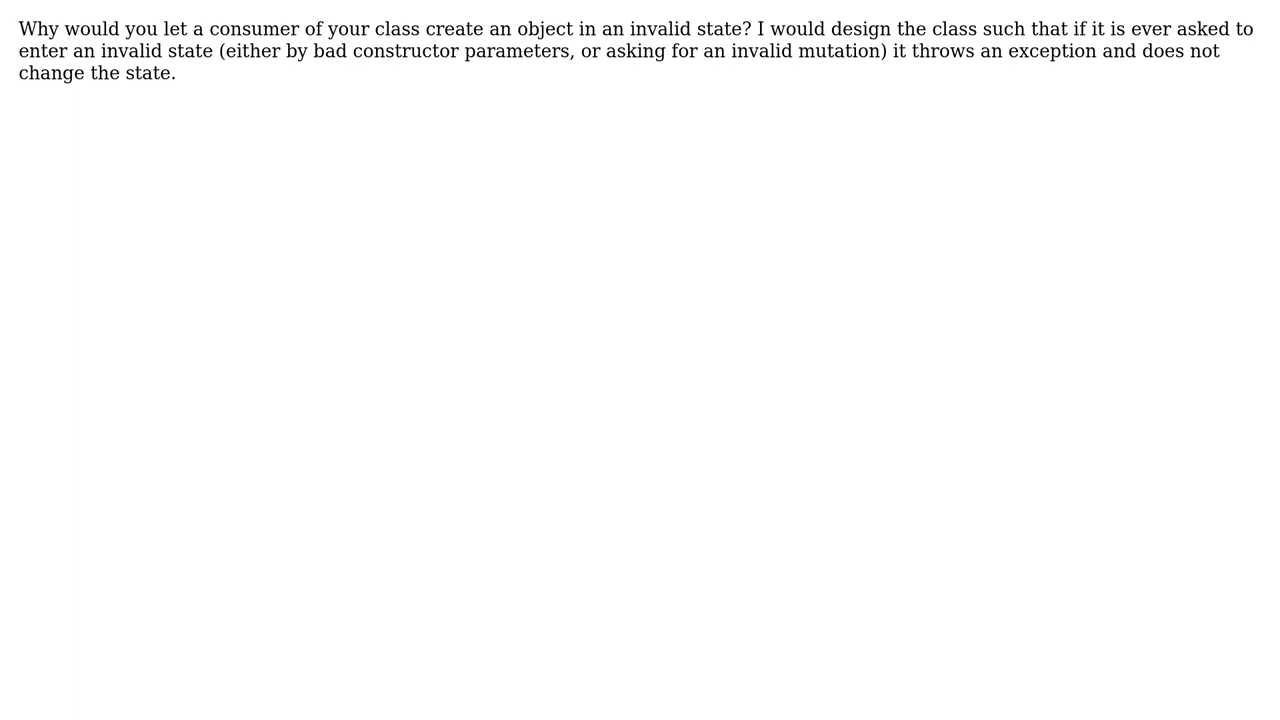 Why would you let a consumer of your class create an object in an invalid state? I would design the class such that if it is ever asked to
enter an invalid state (either by bad constructor parameters, or asking for an invalid mutation) it throws an exception and does not
change the state.